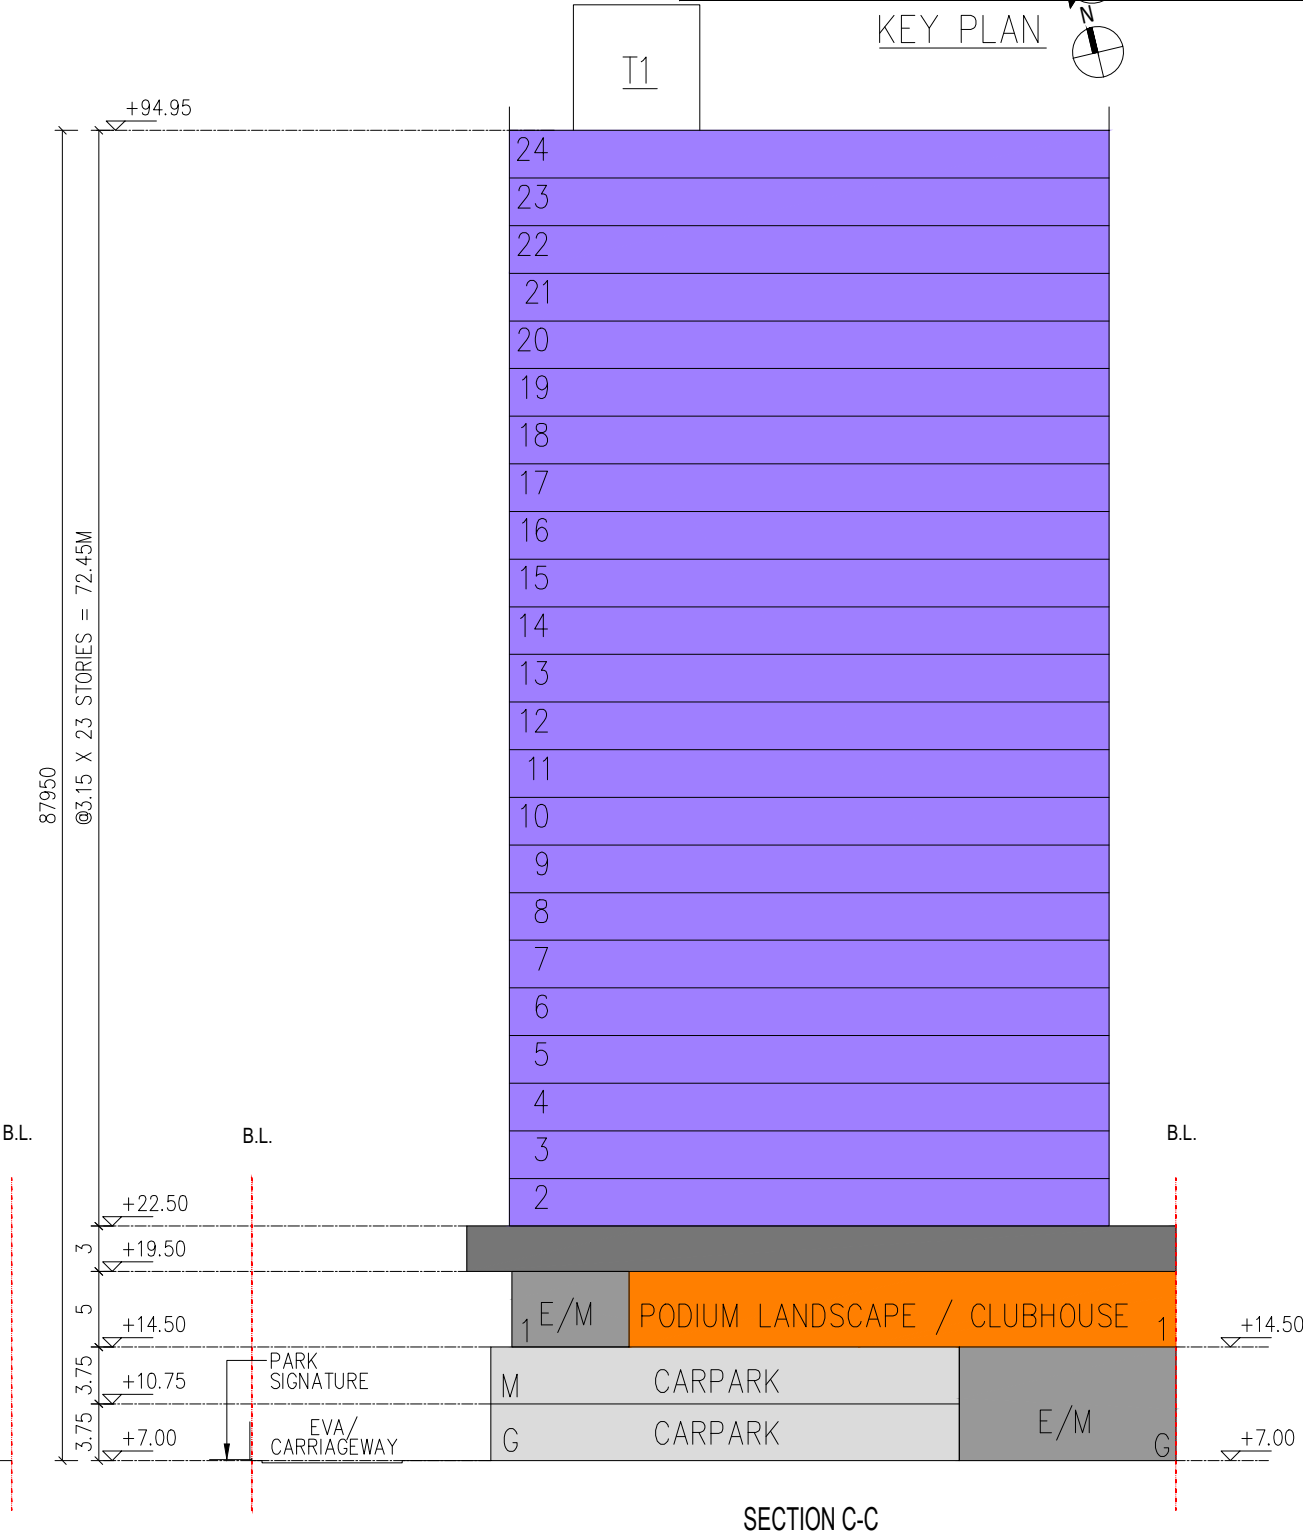 KEY PLAN
N
T1
+94.95
24
23
22
21
20
19
18
17
16
15
14
13
12
11
10
9
8
7
6
5
4
3
2
87950
@3.15 X 23 STORIES = 72.45M
B.L.
B.L.
B.L.
+22.50
3
+19.50
5
1 E/M
PODIUM LANDSCAPE / CLUBHOUSE 1
+14.50
+14.50
3.75
PARK
SIGNATURE
M
CARPARK
+10.75
3.75
EVA/
CARRIAGEWAY
G
CARPARK
E/M
G
+7.00
+7.00
SECTION C-C